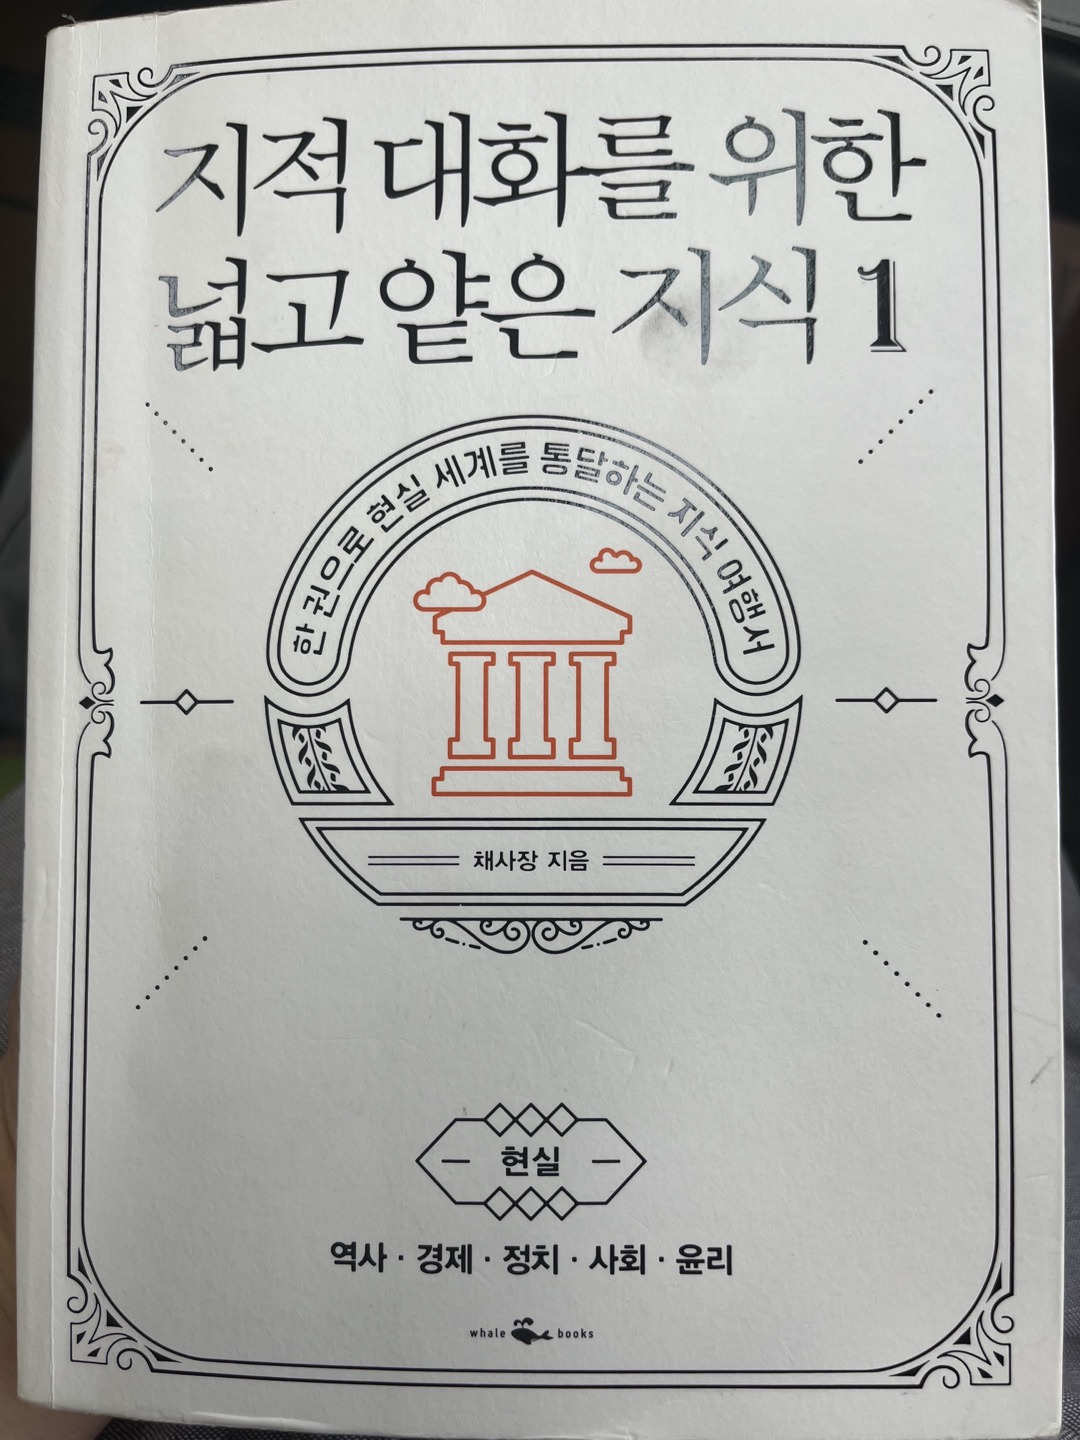 지적 대화를 위한
넓고 얕은 지식 1
한 권으로 현실 세계를 통달하는 지식 여행서
채사장 지음
현실
역사 · 경제 · 정치 · 사회 · 윤리
whale books